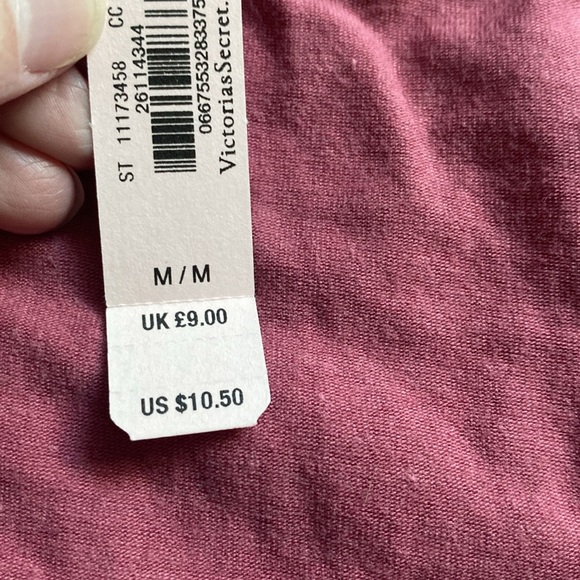 ST 11173458 CC
26114344
0667553283375
VictoriasSecret.
M / M
UK £9.00
US $10.50